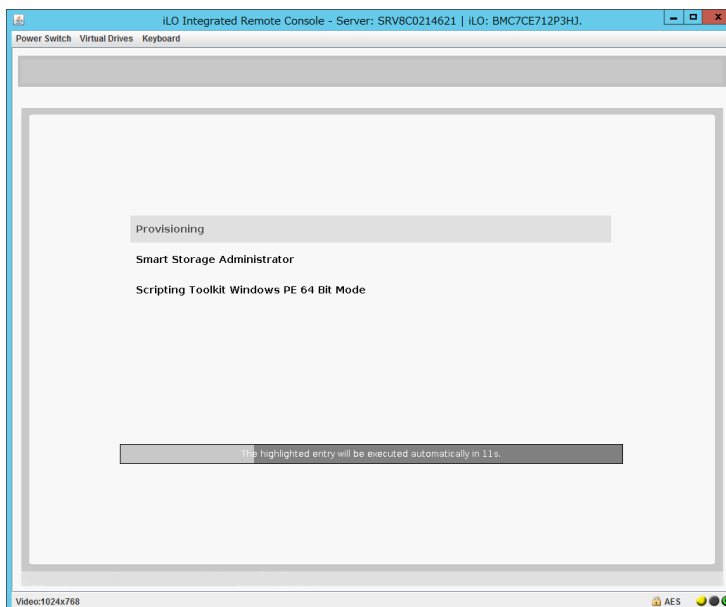 iLO Integrated Remote Console - Server: SRV8C0214621 | iLO: BMC7CE712P3HJ.
Power Switch Virtual Drives Keyboard
Provisioning
Smart Storage Administrator
Scripting Toolkit Windows PE 64 Bit Mode
The highlighted entry will be executed automatically in 11s.
Video:1024x768 AES